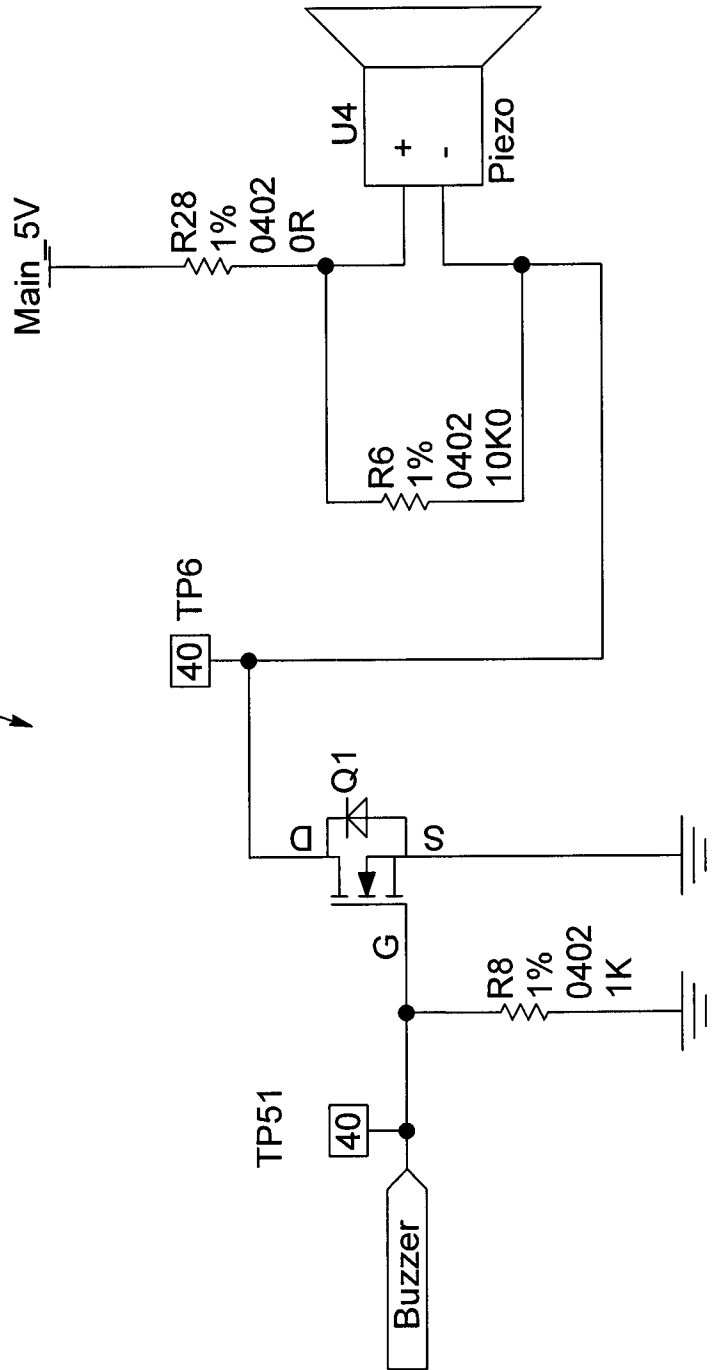 Main_5V
R28
1%
0402
0R
U4
+
-
Piezo
R6
1%
0402
10K0
40
TP6
D
Q1
S
G
R8
1%
0402
1K
TP51
40
Buzzer